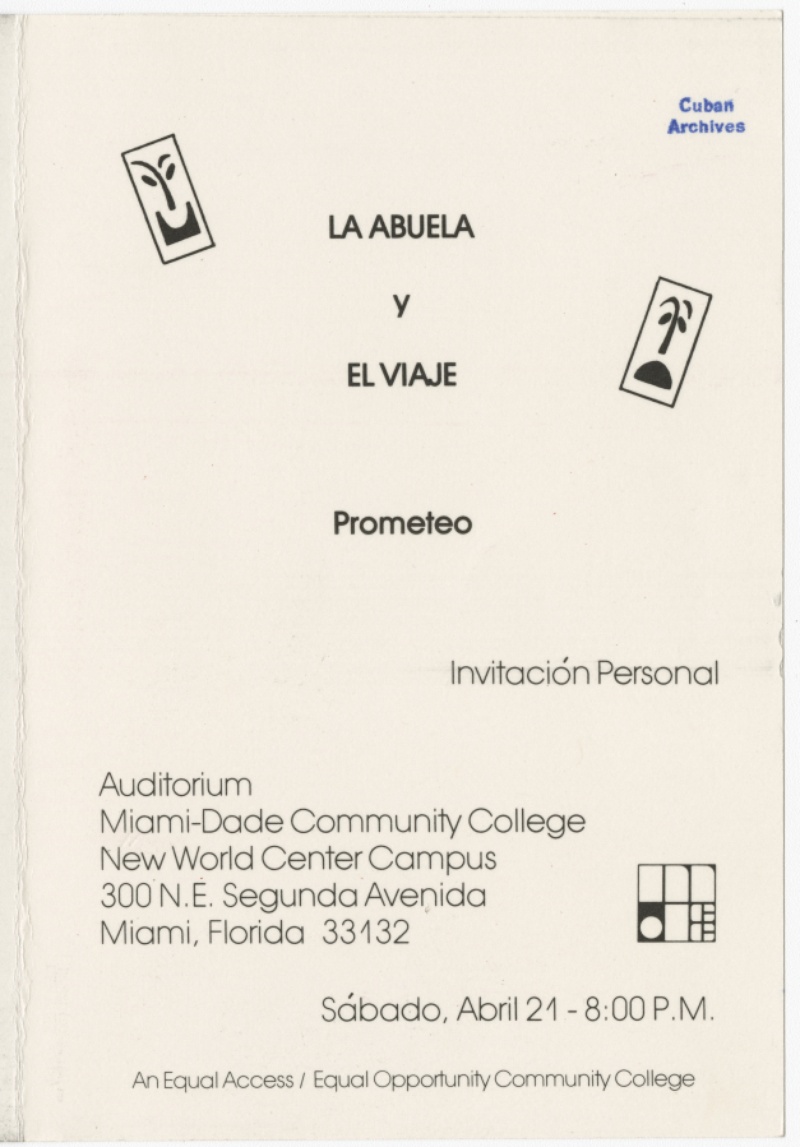 Cuban
Archives
LA ABUELA
y
EL VIAJE
Prometeo
Invitación Personal
Auditorium
Miami-Dade Community College
New World Center Campus
300 N.E. Segunda Avenida
Miami, Florida 33132
Sábado, Abril 21 - 8:00 P.M.
An Equal Access / Equal Opportunity Community College